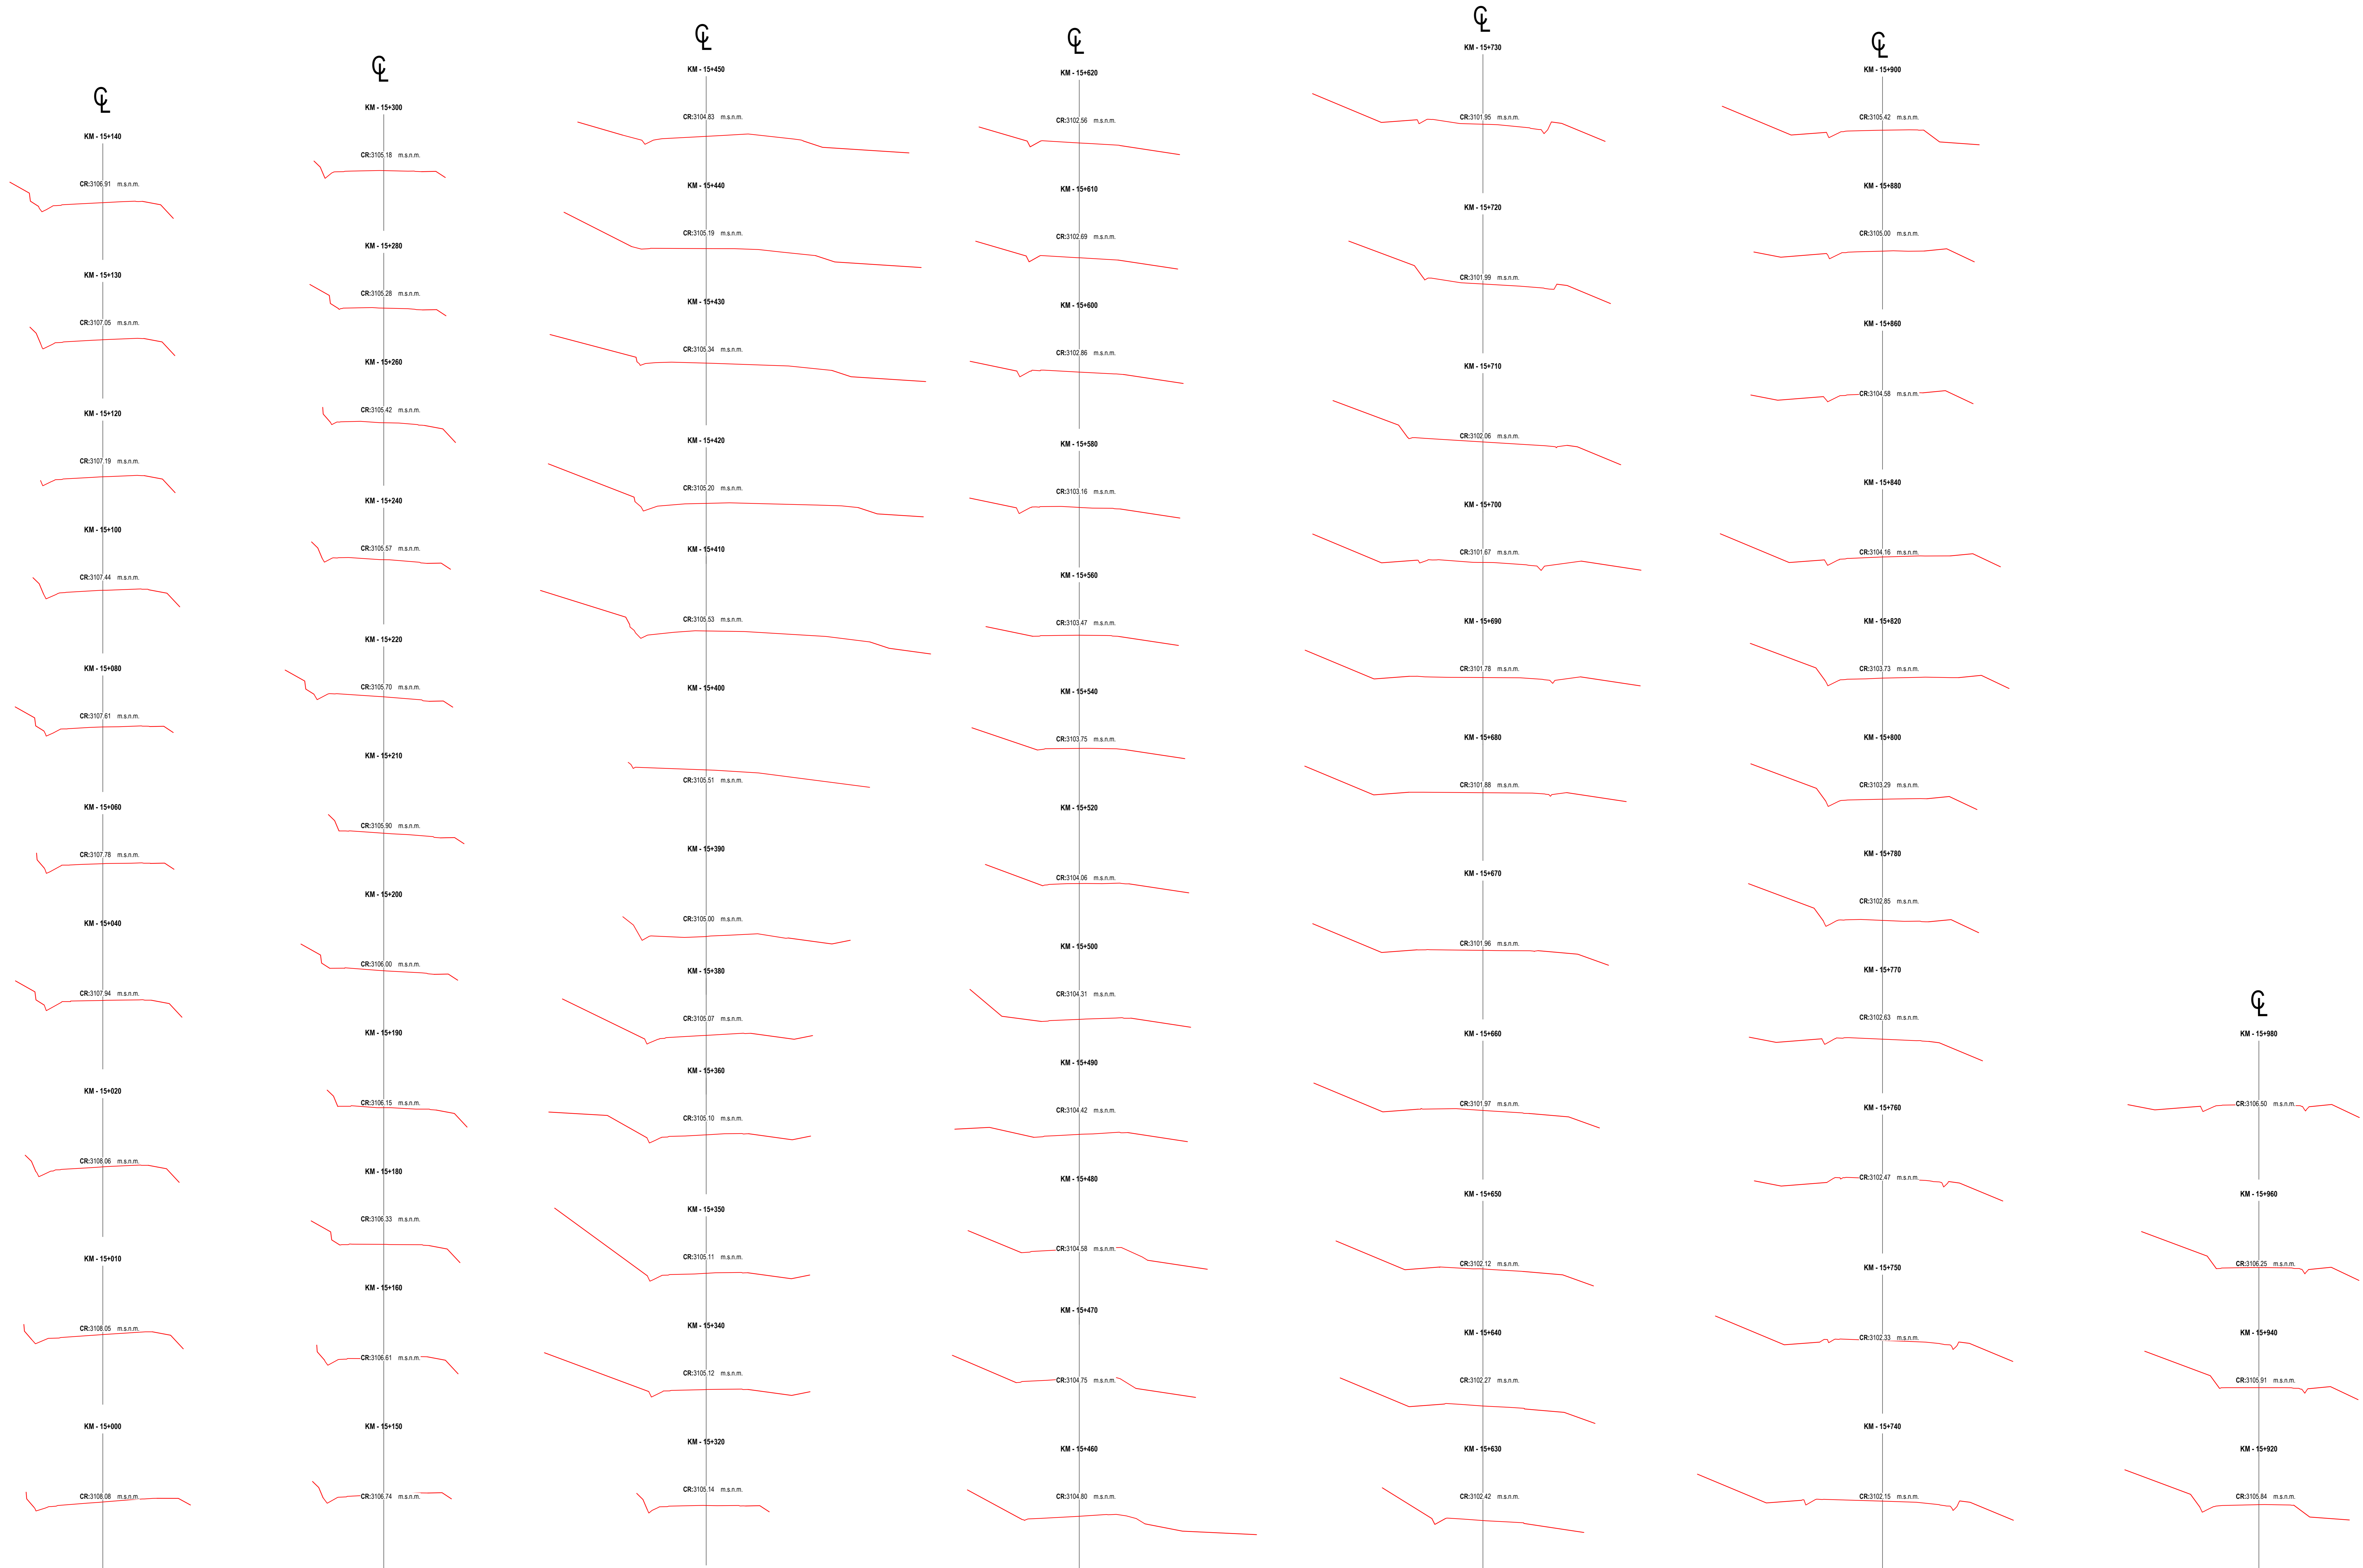 ℄
KM - 15+140
CR:3106.91 m.s.n.m.
KM - 15+130
CR:3107.05 m.s.n.m.
KM - 15+120
CR:3107.19 m.s.n.m.
KM - 15+100
CR:3107.44 m.s.n.m.
KM - 15+080
CR:3107.61 m.s.n.m.
KM - 15+060
CR:3107.78 m.s.n.m.
KM - 15+040
CR:3107.94 m.s.n.m.
KM - 15+020
CR:3108.06 m.s.n.m.
KM - 15+010
CR:3108.05 m.s.n.m.
KM - 15+000
CR:3108.08 m.s.n.m.
℄
KM - 15+300
CR:3105.18 m.s.n.m.
KM - 15+280
CR:3105.28 m.s.n.m.
KM - 15+260
CR:3105.42 m.s.n.m.
KM - 15+240
CR:3105.57 m.s.n.m.
KM - 15+220
CR:3105.70 m.s.n.m.
KM - 15+210
CR:3105.90 m.s.n.m.
KM - 15+200
CR:3106.00 m.s.n.m.
KM - 15+190
CR:3106.15 m.s.n.m.
KM - 15+180
CR:3106.33 m.s.n.m.
KM - 15+160
CR:3106.61 m.s.n.m.
KM - 15+150
CR:3106.74 m.s.n.m.
℄
KM - 15+450
CR:3104.83 m.s.n.m.
KM - 15+440
CR:3105.19 m.s.n.m.
KM - 15+430
CR:3105.34 m.s.n.m.
KM - 15+420
CR:3105.20 m.s.n.m.
KM - 15+410
CR:3105.53 m.s.n.m.
KM - 15+400
CR:3105.51 m.s.n.m.
KM - 15+390
CR:3105.00 m.s.n.m.
KM - 15+380
CR:3105.07 m.s.n.m.
KM - 15+360
CR:3105.10 m.s.n.m.
KM - 15+350
CR:3105.11 m.s.n.m.
KM - 15+340
CR:3105.12 m.s.n.m.
KM - 15+320
CR:3105.14 m.s.n.m.
℄
KM - 15+620
CR:3102.56 m.s.n.m.
KM - 15+610
CR:3102.69 m.s.n.m.
KM - 15+600
CR:3102.86 m.s.n.m.
KM - 15+580
CR:3103.16 m.s.n.m.
KM - 15+560
CR:3103.47 m.s.n.m.
KM - 15+540
CR:3103.75 m.s.n.m.
KM - 15+520
CR:3104.06 m.s.n.m.
KM - 15+500
CR:3104.31 m.s.n.m.
KM - 15+490
CR:3104.42 m.s.n.m.
KM - 15+480
CR:3104.58 m.s.n.m.
KM - 15+470
CR:3104.75 m.s.n.m.
KM - 15+460
CR:3104.80 m.s.n.m.
℄
KM - 15+730
CR:3101.95 m.s.n.m.
KM - 15+720
CR:3101.99 m.s.n.m.
KM - 15+710
CR:3102.06 m.s.n.m.
KM - 15+700
CR:3101.67 m.s.n.m.
KM - 15+690
CR:3101.78 m.s.n.m.
KM - 15+680
CR:3101.88 m.s.n.m.
KM - 15+670
CR:3101.96 m.s.n.m.
KM - 15+660
CR:3101.97 m.s.n.m.
KM - 15+650
CR:3102.12 m.s.n.m.
KM - 15+640
CR:3102.27 m.s.n.m.
KM - 15+630
CR:3102.42 m.s.n.m.
℄
KM - 15+900
CR:3105.42 m.s.n.m.
KM - 15+880
CR:3105.00 m.s.n.m.
KM - 15+860
CR:3104.58 m.s.n.m.
KM - 15+840
CR:3104.16 m.s.n.m.
KM - 15+820
CR:3103.73 m.s.n.m.
KM - 15+800
CR:3103.29 m.s.n.m.
KM - 15+780
CR:3102.85 m.s.n.m.
KM - 15+770
CR:3102.63 m.s.n.m.
KM - 15+760
CR:3102.47 m.s.n.m.
KM - 15+750
CR:3102.33 m.s.n.m.
KM - 15+740
CR:3102.15 m.s.n.m.
℄
KM - 15+980
CR:3106.50 m.s.n.m.
KM - 15+960
CR:3106.25 m.s.n.m.
KM - 15+940
CR:3105.91 m.s.n.m.
KM - 15+920
CR:3105.84 m.s.n.m.